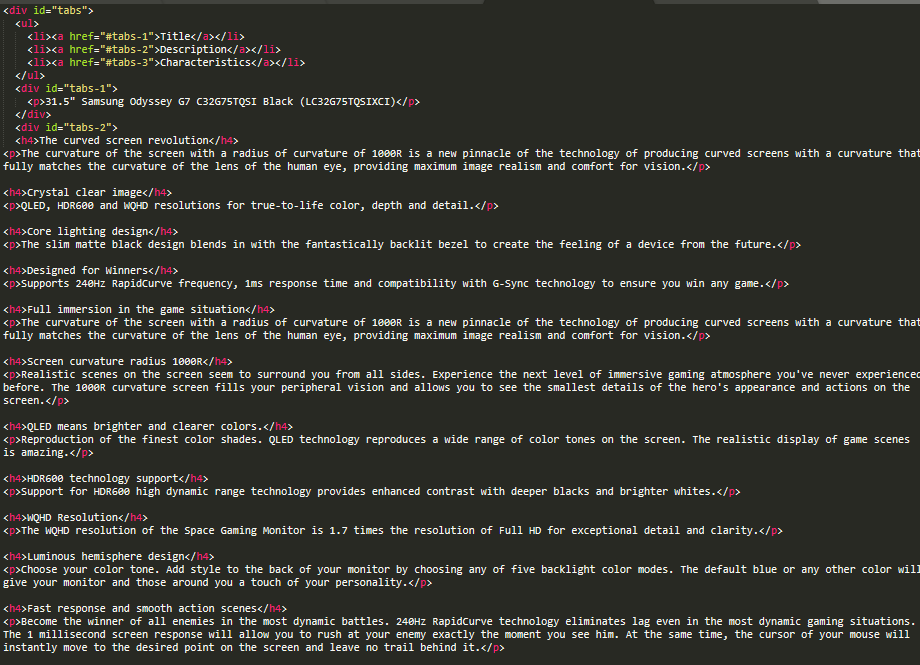 <div id="tabs">
<ul>
<li><a href="#tabs-1">Title</a></li>
<li><a href="#tabs-2">Description</a></li>
<li><a href="#tabs-3">Characteristics</a></li>
</ul>
<div id="tabs-1">
<p>31.5" Samsung Odyssey G7 C32G75TQSI Black (LC32G75TQSIXCI)</p>
</div>
<div id="tabs-2">
<h4>The curved screen revolution</h4>
<p>The curvature of the screen with a radius of curvature of 1000R is a new pinnacle of the technology of producing curved screens with a curvature that
fully matches the curvature of the lens of the human eye, providing maximum image realism and comfort for vision.</p>
<h4>Crystal clear image</h4>
<p>QLED, HDR600 and WQHD resolutions for true-to-life color, depth and detail.</p>
<h4>Core lighting design</h4>
<p>The slim matte black design blends in with the fantastically backlit bezel to create the feeling of a device from the future.</p>
<h4>Designed for Winners</h4>
<p>Supports 240Hz RapidCurve frequency, 1ms response time and compatibility with G-Sync technology to ensure you win any game.</p>
<h4>Full immersion in the game situation</h4>
<p>The curvature of the screen with a radius of curvature of 1000R is a new pinnacle of the technology of producing curved screens with a curvature that
fully matches the curvature of the lens of the human eye, providing maximum image realism and comfort for vision.</p>
<h4>Screen curvature radius 1000R</h4>
<p>Realistic scenes on the screen seem to surround you from all sides. Experience the next level of immersive gaming atmosphere you've never experienced
before. The 1000R curvature screen fills your peripheral vision and allows you to see the smallest details of the hero's appearance and actions on the
screen.</p>
<h4>QLED means brighter and clearer colors.</h4>
<p>Reproduction of the finest color shades. QLED technology reproduces a wide range of color tones on the screen. The realistic display of game scenes
is amazing.</p>
<h4>HDR600 technology support</h4>
<p>Support for HDR600 high dynamic range technology provides enhanced contrast with deeper blacks and brighter whites.</p>
<h4>WQHD Resolution</h4>
<p>The WQHD resolution of the Space Gaming Monitor is 1.7 times the resolution of Full HD for exceptional detail and clarity.</p>
<h4>Luminous hemisphere design</h4>
<p>Choose your color tone. Add style to the back of your monitor by choosing any of five backlight color modes. The default blue or any other color will
give your monitor and those around you a touch of your personality.</p>
<h4>Fast response and smooth action scenes</h4>
<p>Become the winner of all enemies in the most dynamic battles. 240Hz RapidCurve technology eliminates lag even in the most dynamic gaming situations.
The 1 millisecond screen response will allow you to rush at your enemy exactly the moment you see him. At the same time, the cursor of your mouse will
instantly move to the desired point on the screen and leave no trail behind it.</p>